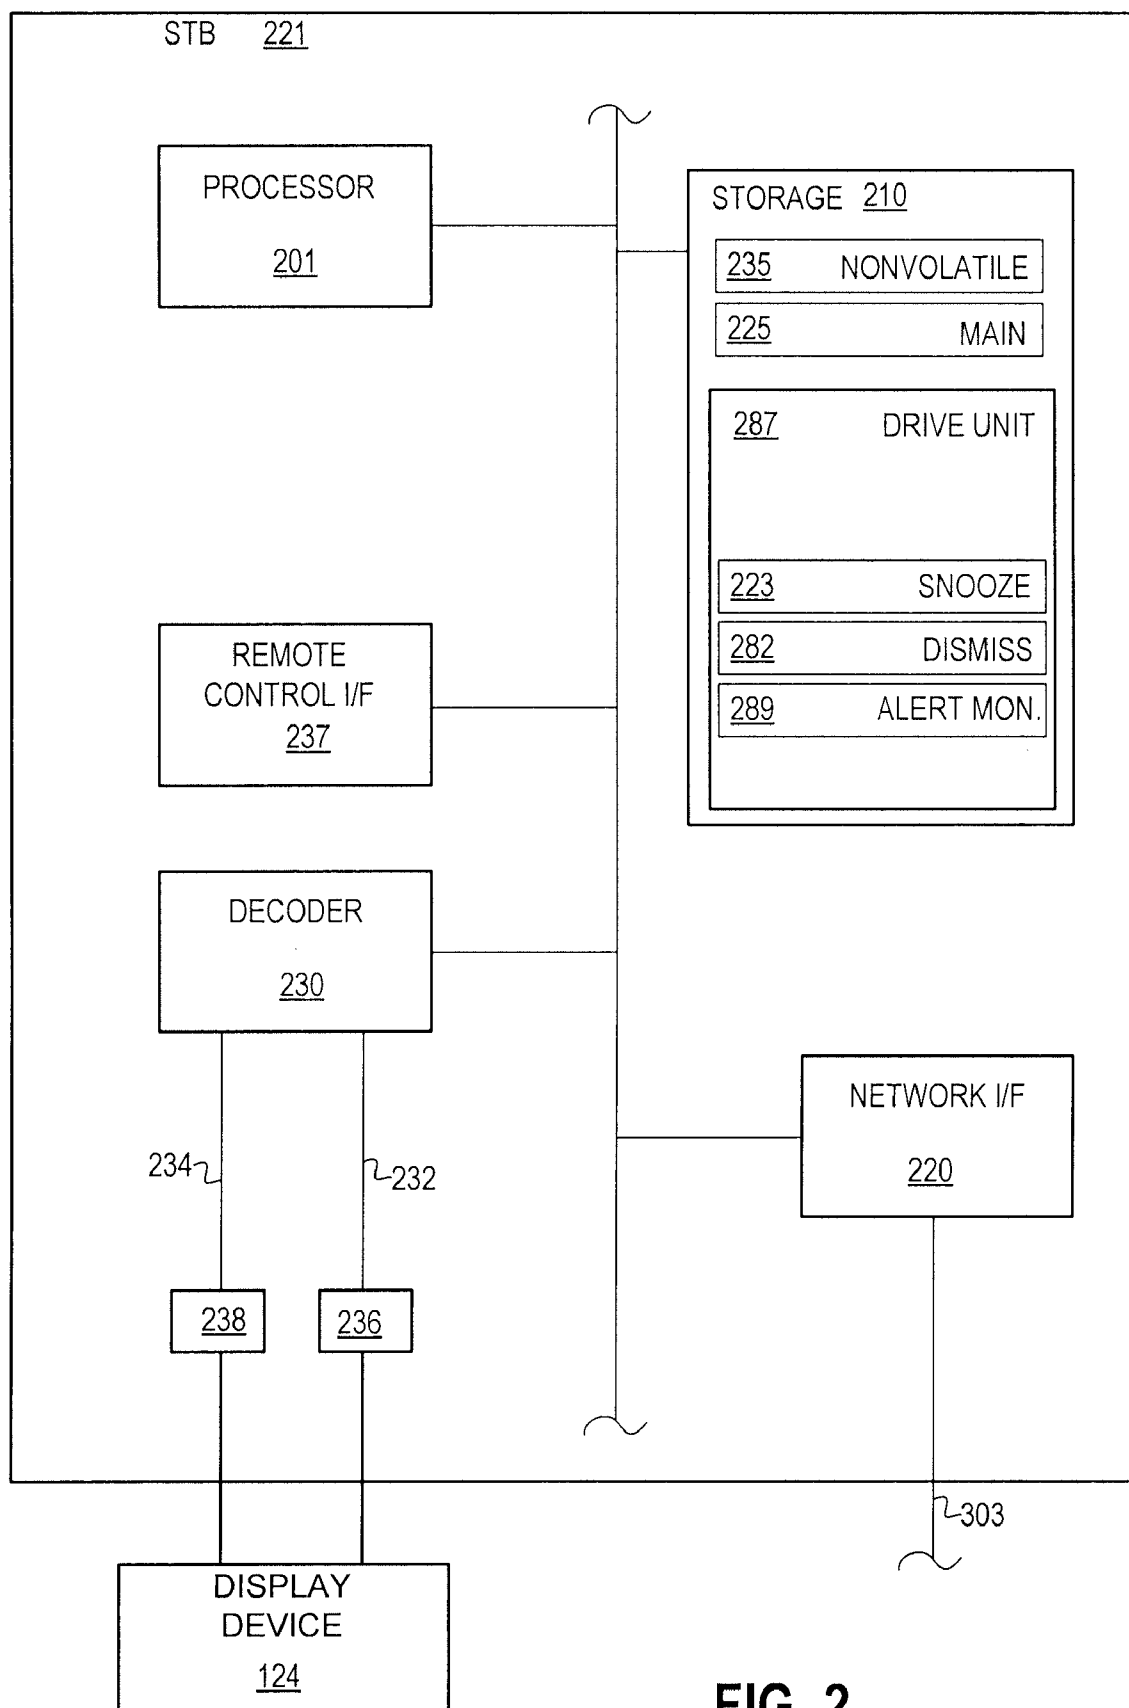 STB 221
PROCESSOR
201
STORAGE 210
235 NONVOLATILE
225 MAIN
287 DRIVE UNIT
223 SNOOZE
282 DISMISS
289 ALERT MON.
REMOTE
CONTROL I/F
237
DECODER
230
NETWORK I/F
220
234
232
238
236
303
DISPLAY
DEVICE
124
FIG. 2